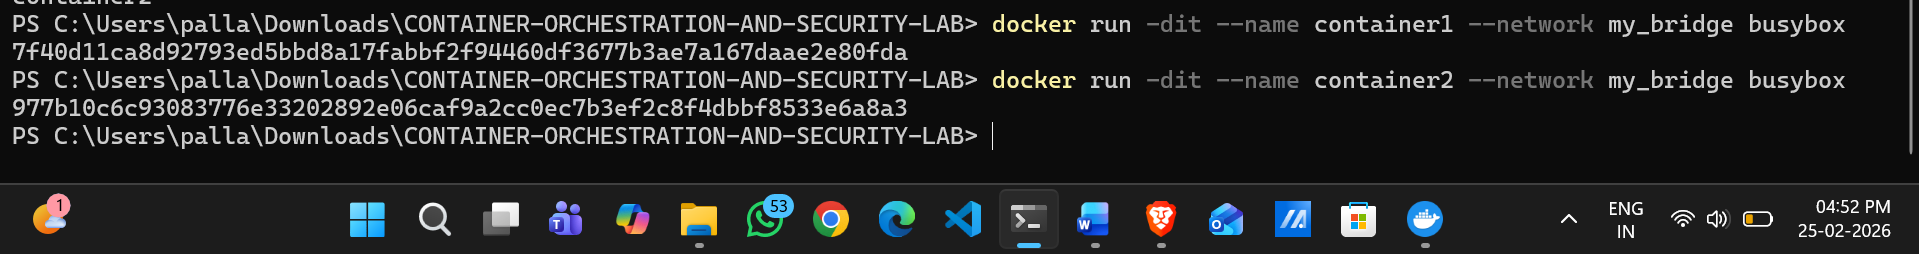 container2
PS C:\Users\palla\Downloads\CONTAINER-ORCHESTRATION-AND-SECURITY-LAB> docker run -dit --name container1 --network my_bridge busybox
7f40d11ca8d92793ed5bbd8a17fabbf2f94460df3677b3ae7a167daae2e80fda
PS C:\Users\palla\Downloads\CONTAINER-ORCHESTRATION-AND-SECURITY-LAB> docker run -dit --name container2 --network my_bridge busybox
977b10c6c93083776e33202892e06caf9a2cc0ec7b3ef2c8f4dbbf8533e6a8a3
PS C:\Users\palla\Downloads\CONTAINER-ORCHESTRATION-AND-SECURITY-LAB>
1
53
ENG
IN
04:52 PM
25-02-2026